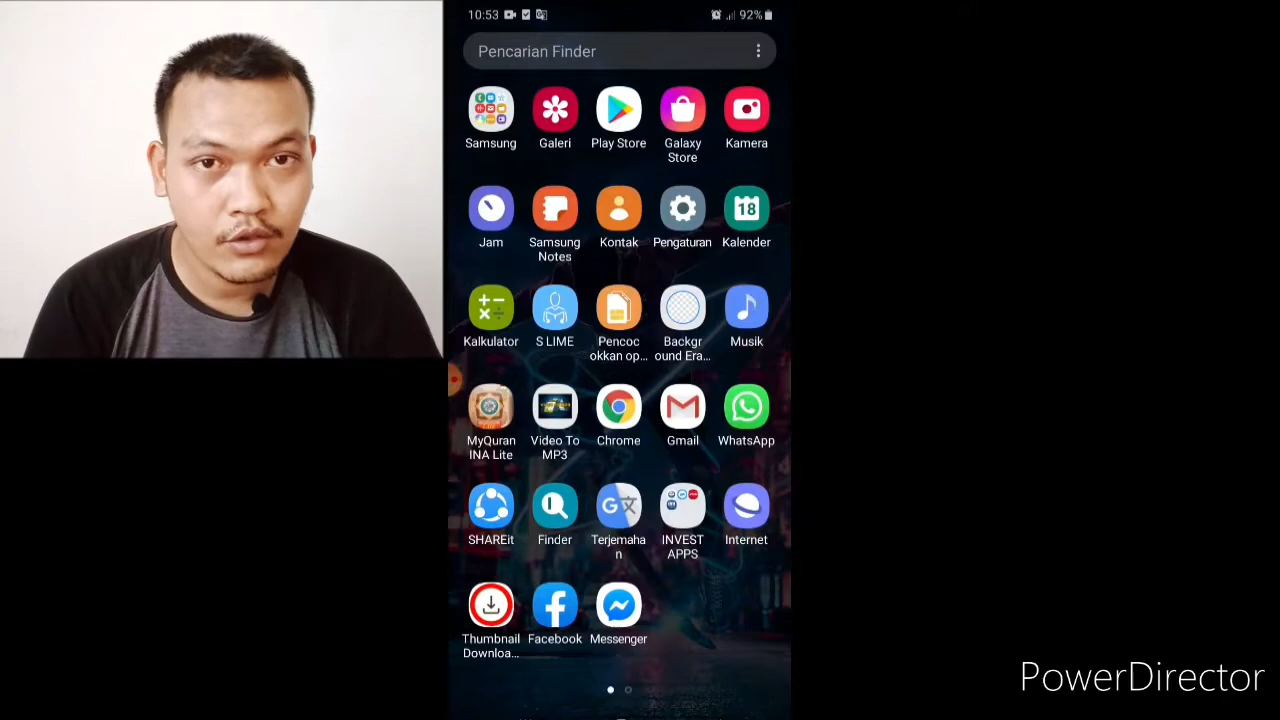 10:53
92%
Pencarian Finder
Samsung
Galeri
Play Store
Galaxy
Store
Kamera
Jam
Samsung
Notes
Kontak
Pengaturan
18
Kalender
Kalkulator
S LIME
Pencoc
okkan op...
Backgr
ound Era...
Musik
MyQuran
INA Lite
Video To
MP3
Chrome
Gmail
WhatsApp
SHAREit
Finder
Terjemaha
n
INVEST
APPS
Internet
Thumbnail
Downloa...
Facebook
Messenger
PowerDirector